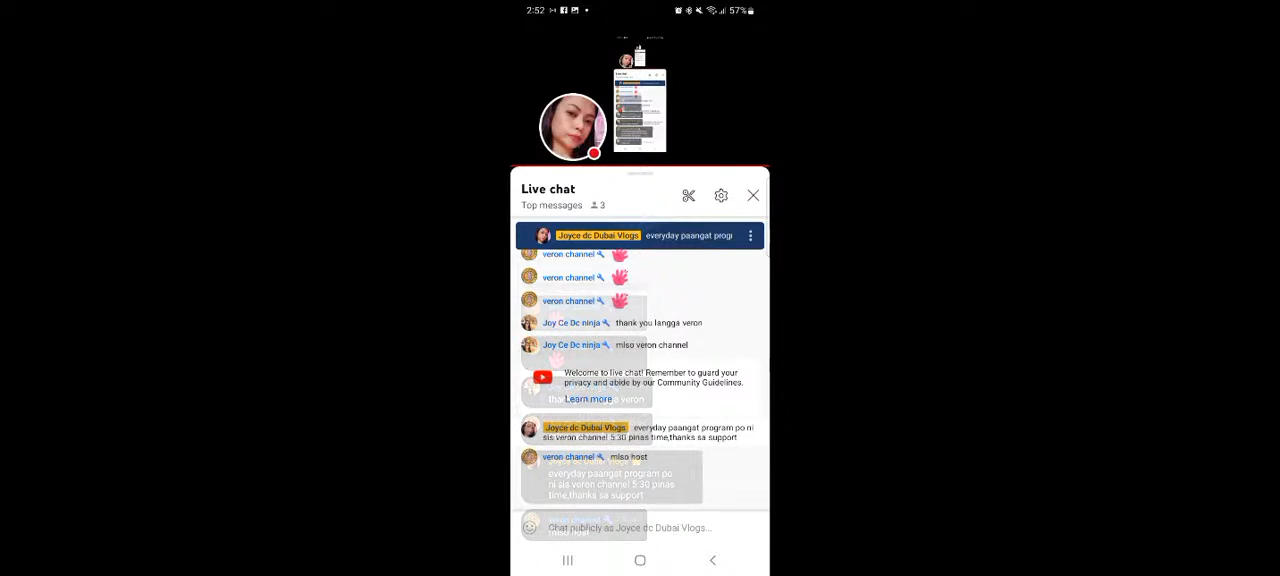 2:52
57%
Live chat
Top messages 3
Joyce dc Dubai Vlogs everyday paangat progr
veron channel
veron channel
veron channel
Joy Ce Dc ninja thank you langga veron
Joy Ce Dc ninja miso veron channel
Welcome to live chat! Remember to guard your
privacy and abide by our Community Guidelines.
Learn more
Joyce dc Dubai Vlogs everyday paangat program po ni
sis veron channel 5:30 pinas time,thanks sa support
veron channel miso host
everyday paangat program po
ni sis veron channel 5:30 pinas
time,thanks sa support
Chat publicly as Joyce dc Dubai Vlogs...